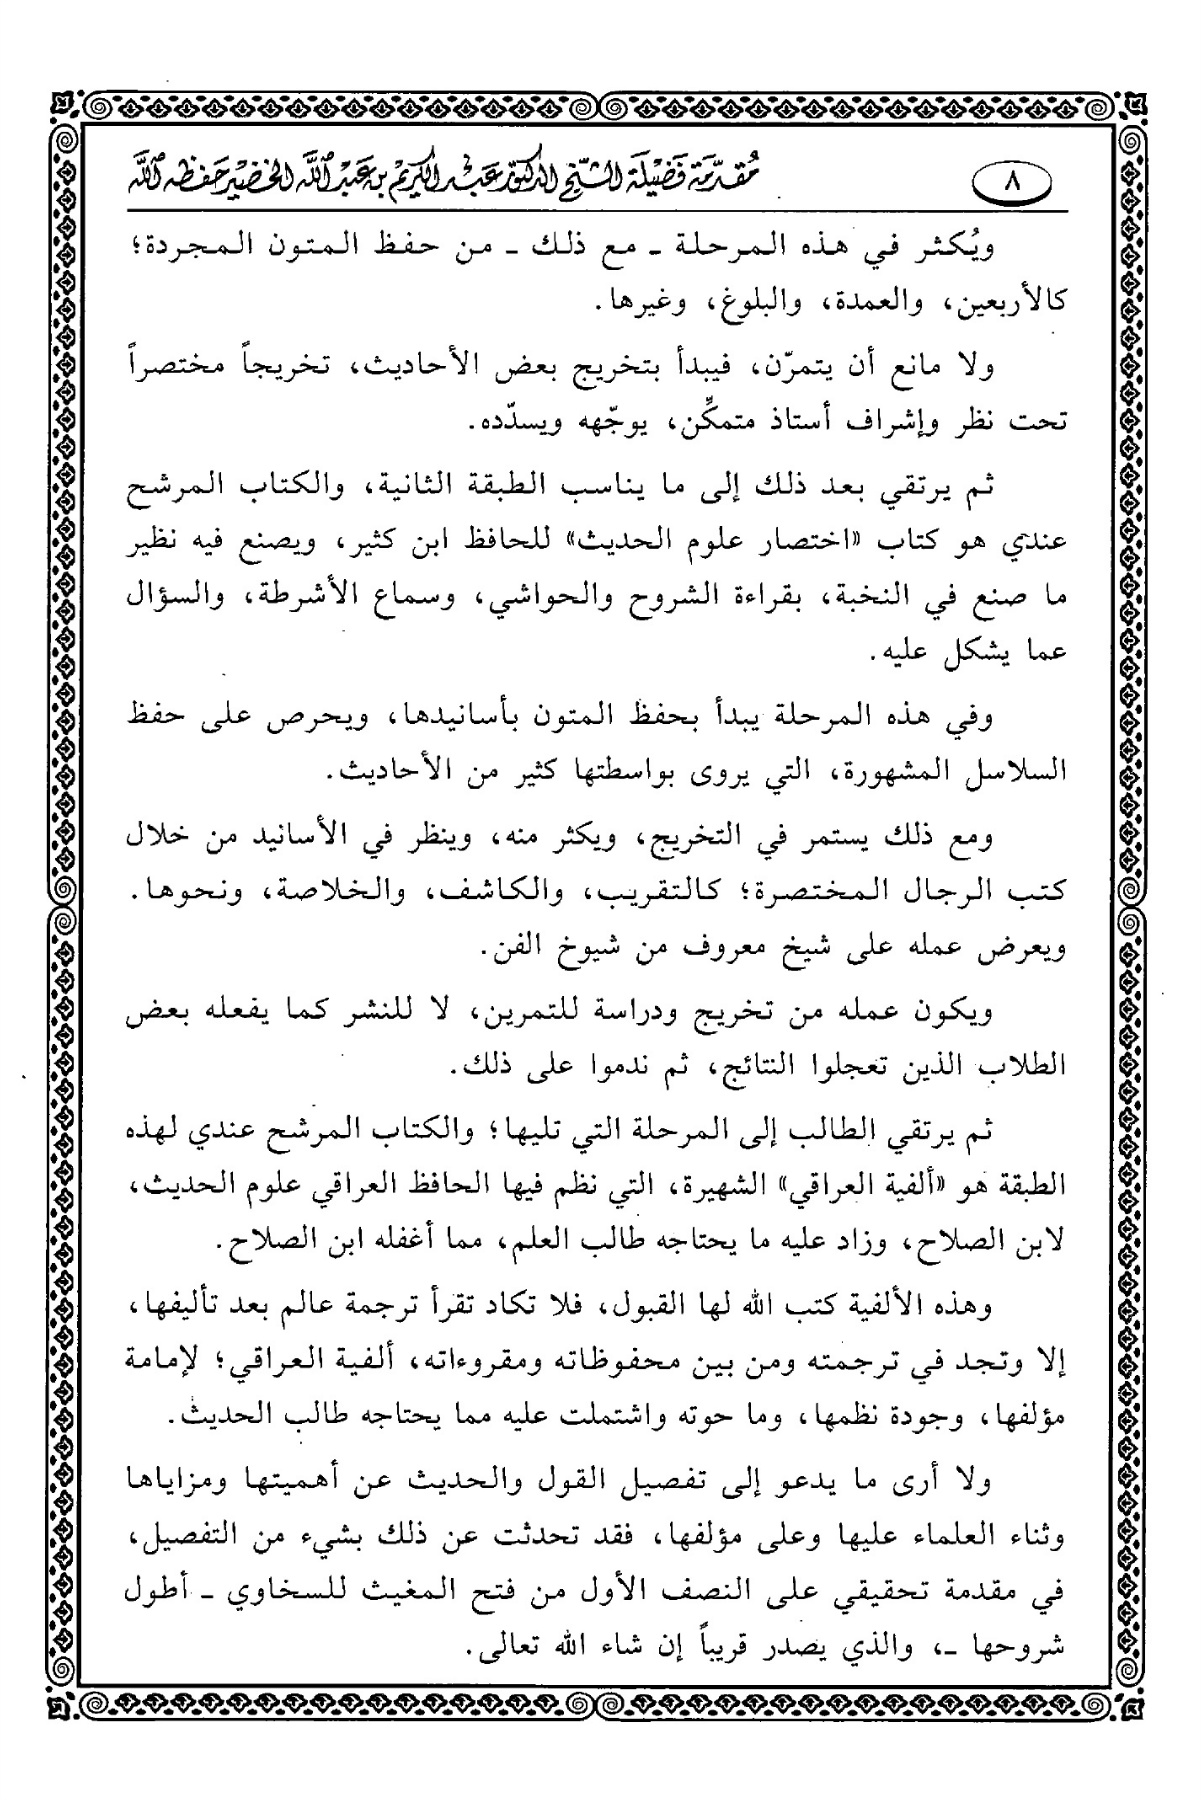 ٨
مُقدّمَة فَضيْلَة الشّيْخ الدكتور عَبد الكريم بن عَبْد اللّه الخضير حَفظه اللّه
ويُكثر في هذه المرحلة ـ مع ذلك ـ من حفظ المتون المجردة؛
كالأربعين، والعمدة، والبلوغ، وغيرها.
ولا مانع أن يتمرّن، فيبدأ بتخريج بعض الأحاديث، تخريجاً مختصراً
تحت نظر وإشراف أستاذ متمكِّن، يوجّهه ويسدّده.
ثم يرتقي بعد ذلك إلى ما يناسب الطبقة الثانية، والكتاب المرشح
عندي هو كتاب «اختصار علوم الحديث» للحافظ ابن كثير، ويصنع فيه نظير
ما صنع في النخبة، بقراءة الشروح والحواشي، وسماع الأشرطة، والسؤال
عما يشكل عليه.
وفي هذه المرحلة يبدأ بحفظ المتون بأسانيدها، ويحرص على حفظ
السلاسل المشهورة، التي يروى بواسطتها كثير من الأحاديث.
ومع ذلك يستمر في التخريج، ويكثر منه، وينظر في الأسانيد من خلال
كتب الرجال المختصرة؛ كالتقريب، والكاشف، والخلاصة، ونحوها.
ويعرض عمله على شيخ معروف من شيوخ الفن.
ويكون عمله من تخريج ودراسة للتمرين، لا للنشر كما يفعله بعض
الطلاب الذين تعجلوا النتائج، ثم ندموا على ذلك.
ثم يرتقي الطالب إلى المرحلة التي تليها؛ والكتاب المرشح عندي لهذه
الطبقة هو «ألفية العراقي» الشهيرة، التي نظم فيها الحافظ العراقي علوم الحديث،
لابن الصلاح، وزاد عليه ما يحتاجه طالب العلم، مما أغفله ابن الصلاح.
وهذه الألفية كتب الله لها القبول، فلا تكاد تقرأ ترجمة عالم بعد تأليفها،
إلا وتجد في ترجمته ومن بين محفوظاته ومقروءاته، ألفية العراقي؛ لإمامة
مؤلفها، وجودة نظمها، وما حوته واشتملت عليه مما يحتاجه طالب الحديث.
ولا أرى ما يدعو إلى تفصيل القول والحديث عن أهميتها ومزاياها
وثناء العلماء عليها وعلى مؤلفها، فقد تحدثت عن ذلك بشيء من التفصيل،
في مقدمة تحقيقي على النصف الأول من فتح المغيث للسخاوي ـ أطول
شروحها ـ، والذي يصدر قريباً إن شاء الله تعالى.